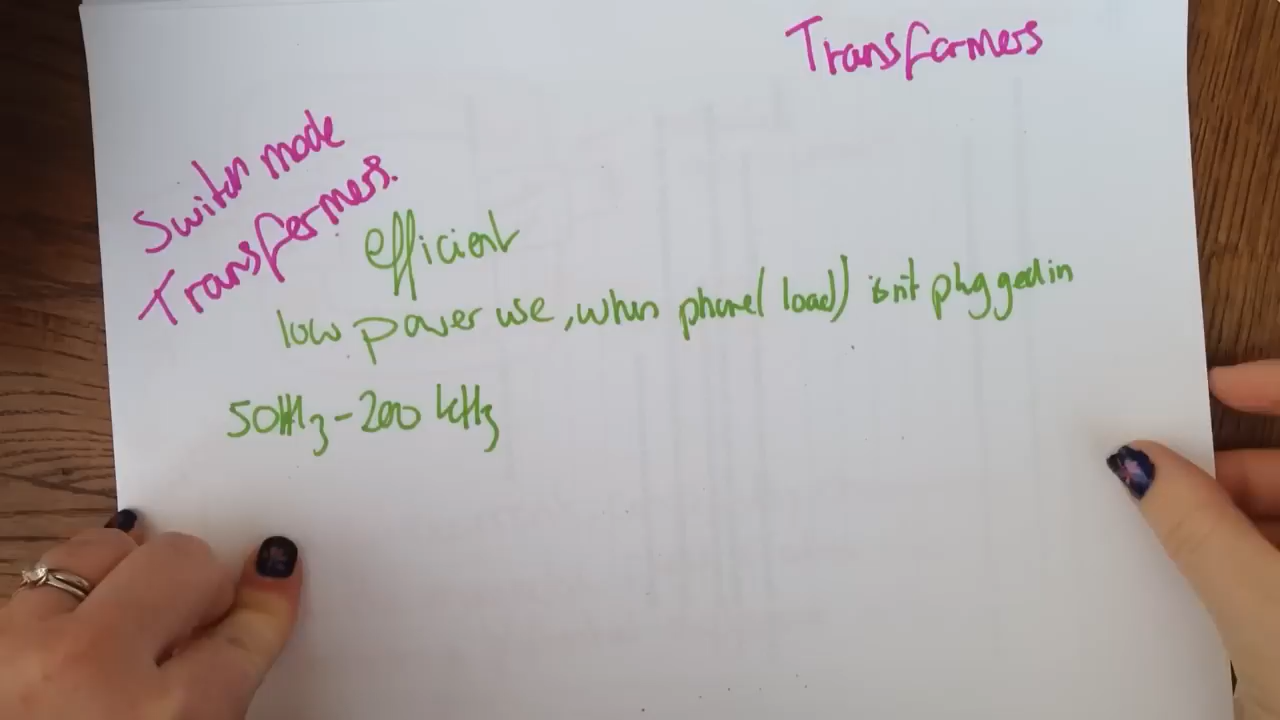 Transformers
Switch mode
Transformers.
efficient
low power use, when phone (load) isn't plugged in
50Hz - 200 kHz